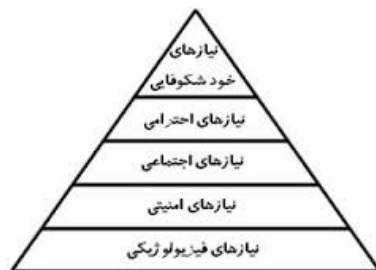 نیازهای
خود شکوفایی
نیازهای احترامی
نیازهای اجتماعی
نیازهای امنیتی
نیازهای فیزیولوژیکی